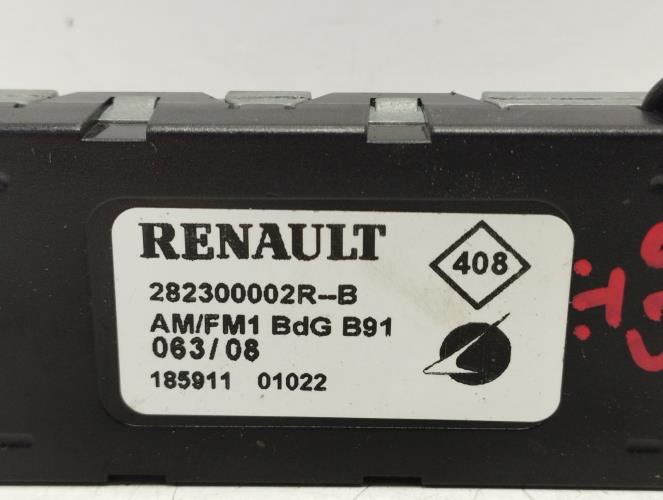 RENAULT
408
282300002R--B
AM/FM1 BdG B91
063/08
185911 01022